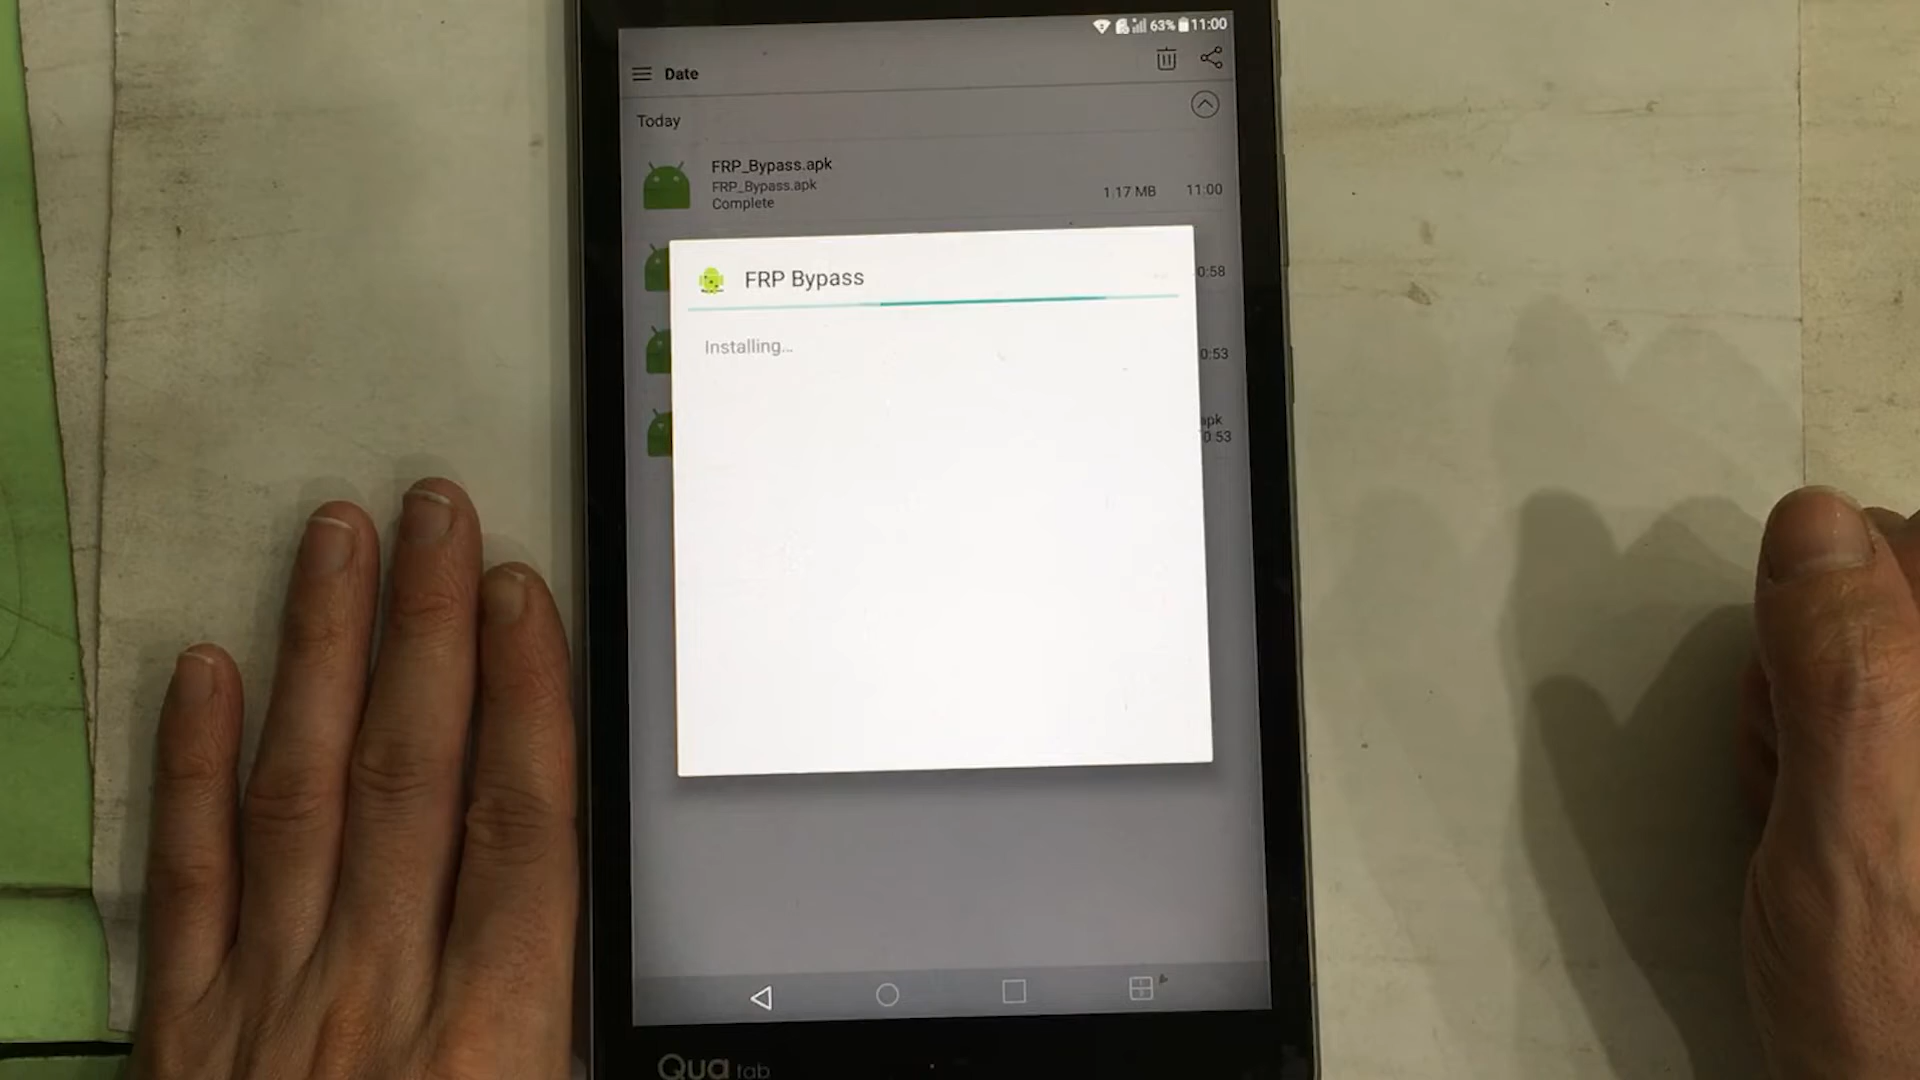 63% 11:00
Date
Today
FRP_Bypass.apk
FRP_Bypass.apk
Complete
1.17 MB 11:00
FRP Bypass
Installing...
0:58
0:53
apk
0:53
Qua tab